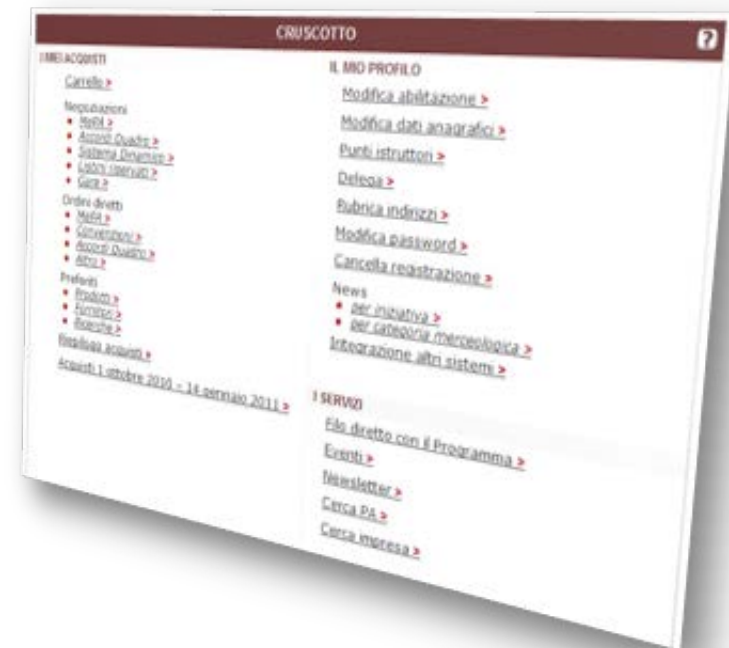 CRUSCOTTO
?
I MIEI ACQUISTI
Carrello >
Negoziazioni
MePA >
Accordi Quadro >
Sistema Dinamico >
Listini riservati >
Gare >
Ordini diretti
MePA >
Convenzioni >
Accordi Quadro >
Altro >
Preferiti
Prodotti >
Fornitori >
Ricerche >
Riepilogo acquisti >
Acquisti 1 ottobre 2010 – 14 gennaio 2011 >
IL MIO PROFILO
Modifica abilitazione >
Modifica dati anagrafici >
Punti istruttori >
Delega >
Rubrica indirizzi >
Modifica password >
Cancella registrazione >
News
per iniziativa >
per categoria merceologica >
Integrazione altri sistemi >
I SERVIZI
Filo diretto con il Programma >
Eventi >
Newsletter >
Cerca PA >
Cerca impresa >